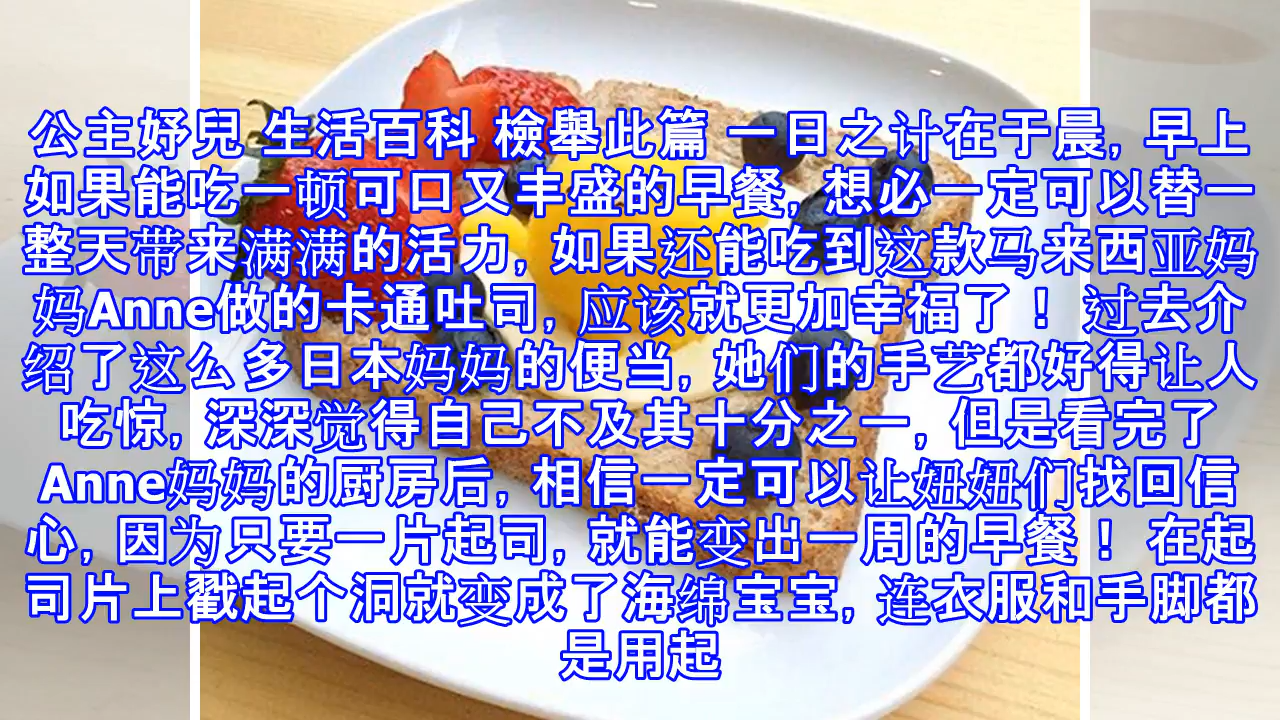 公主妤兒 生活百科 檢舉此篇 一日之计在于晨, 早上
如果能吃一顿可口又丰盛的早餐, 想必一定可以替一
整天带来满满的活力, 如果还能吃到这款马来西亚妈
妈Anne做的卡通吐司, 应该就更加幸福了！ 过去介
绍了这么多日本妈妈的便当, 她们的手艺都好得让人
吃惊, 深深觉得自己不及其十分之一, 但是看完了
Anne妈妈的厨房后, 相信一定可以让妞妞们找回信
心, 因为只要一片起司, 就能变出一周的早餐！ 在起
司片上戳起个洞就变成了海绵宝宝, 连衣服和手脚都
是用起